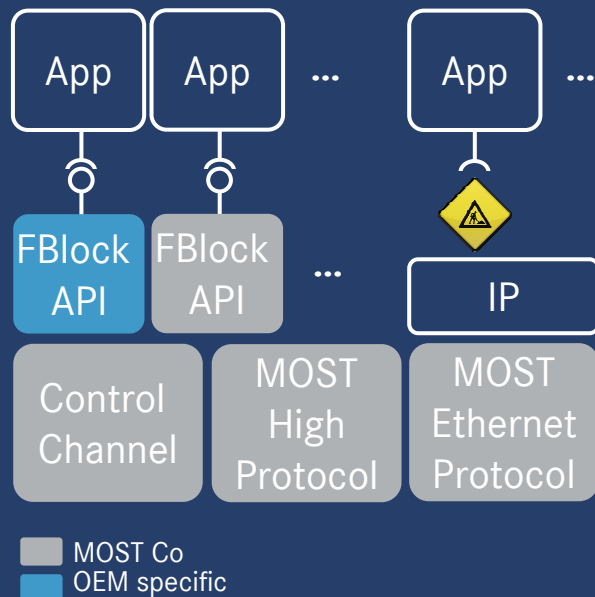 App
App
...
App
...
FBlock
API
FBlock
API
...
IP
Control
Channel
MOST
High
Protocol
MOST
Ethernet
Protocol
MOST Co
OEM specific